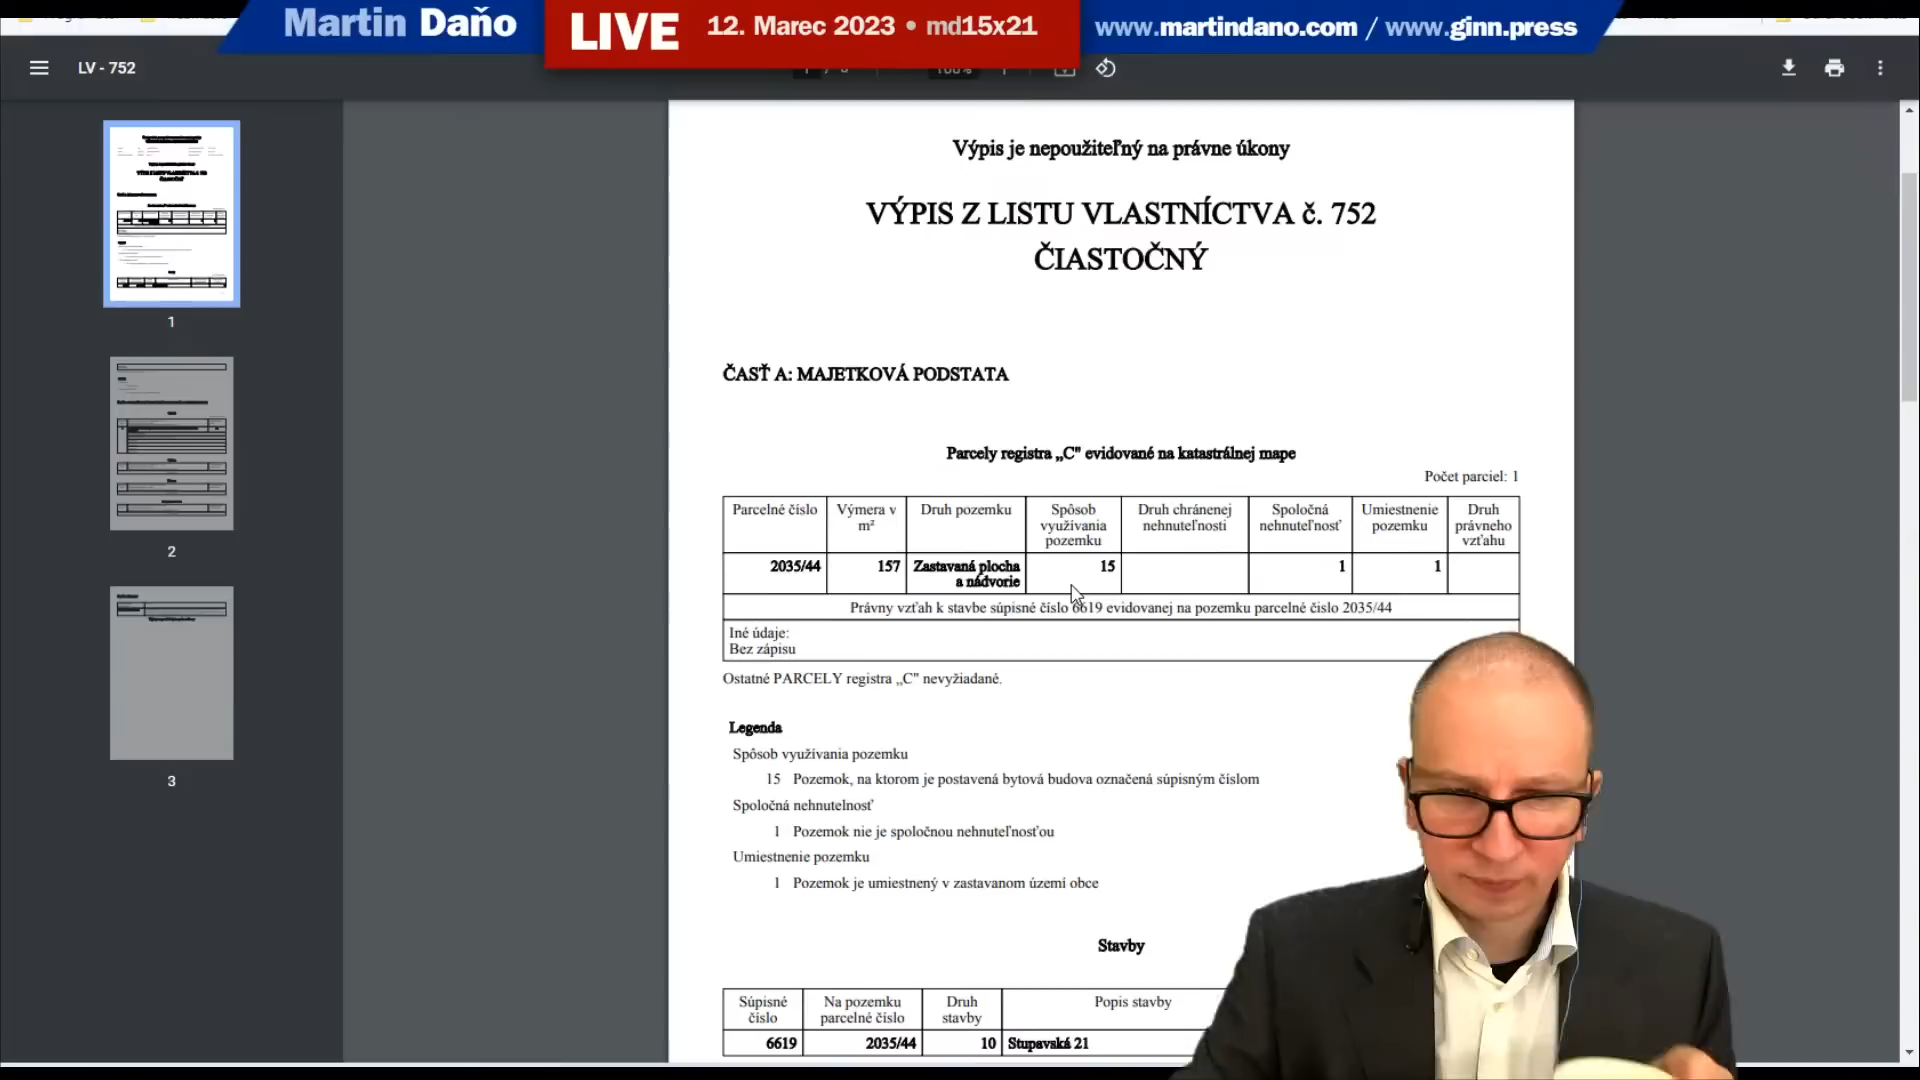 Martin Daňo
LIVE
12. Marec 2023 • md15x21
www.martindano.com / www.ginn.press
LV - 752
Výpis je nepoužiteľný na právne úkony
VÝPIS Z LISTU VLASTNÍCTVA č. 752
ČIASTOČNÝ
ČASŤ A: MAJETKOVÁ PODSTATA
Parcely registra „C" evidované na katastrálnej mape
Počet parciel: 1
Parcelné číslo Výmera v m² Druh pozemku Spôsob využívania pozemku Druh chránenej nehnuteľnosti Spoločná nehnuteľnosť Umiestnenie pozemku Druh právneho vzťahu
2035/44 157 Zastavaná plocha a nádvorie 15 1 1
Právny vzťah k stavbe súpisné číslo 6619 evidovanej na pozemku parcelné číslo 2035/44
Iné údaje:
Bez zápisu
Ostatné PARCELY registra „C" nevyžiadané.
Legenda
Spôsob využívania pozemku
15 Pozemok, na ktorom je postavená bytová budova označená súpisným číslom
Spoločná nehnuteľnosť
1 Pozemok nie je spoločnou nehnuteľnosťou
Umiestnenie pozemku
1 Pozemok je umiestnený v zastavanom území obce
Stavby
Súpisné číslo Na pozemku parcelné číslo Druh stavby Popis stavby
6619 2035/44 10 Stupavská 21
1
2
3